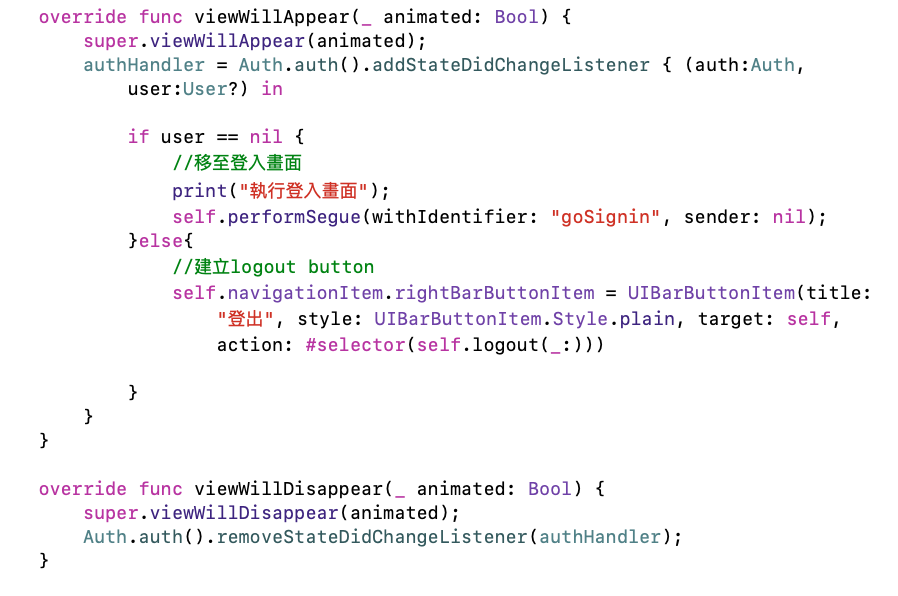 override func viewWillAppear(_ animated: Bool) {
super.viewWillAppear(animated);
authHandler = Auth.auth().addStateDidChangeListener { (auth:Auth,
user:User?) in
if user == nil {
//移至登入畫面
print("執行登入畫面");
self.performSegue(withIdentifier: "goSignin", sender: nil);
}else{
//建立logout button
self.navigationItem.rightBarButtonItem = UIBarButtonItem(title:
"登出", style: UIBarButtonItem.Style.plain, target: self,
action: #selector(self.logout(_:)))
}
}
}
override func viewWillDisappear(_ animated: Bool) {
super.viewWillDisappear(animated);
Auth.auth().removeStateDidChangeListener(authHandler);
}